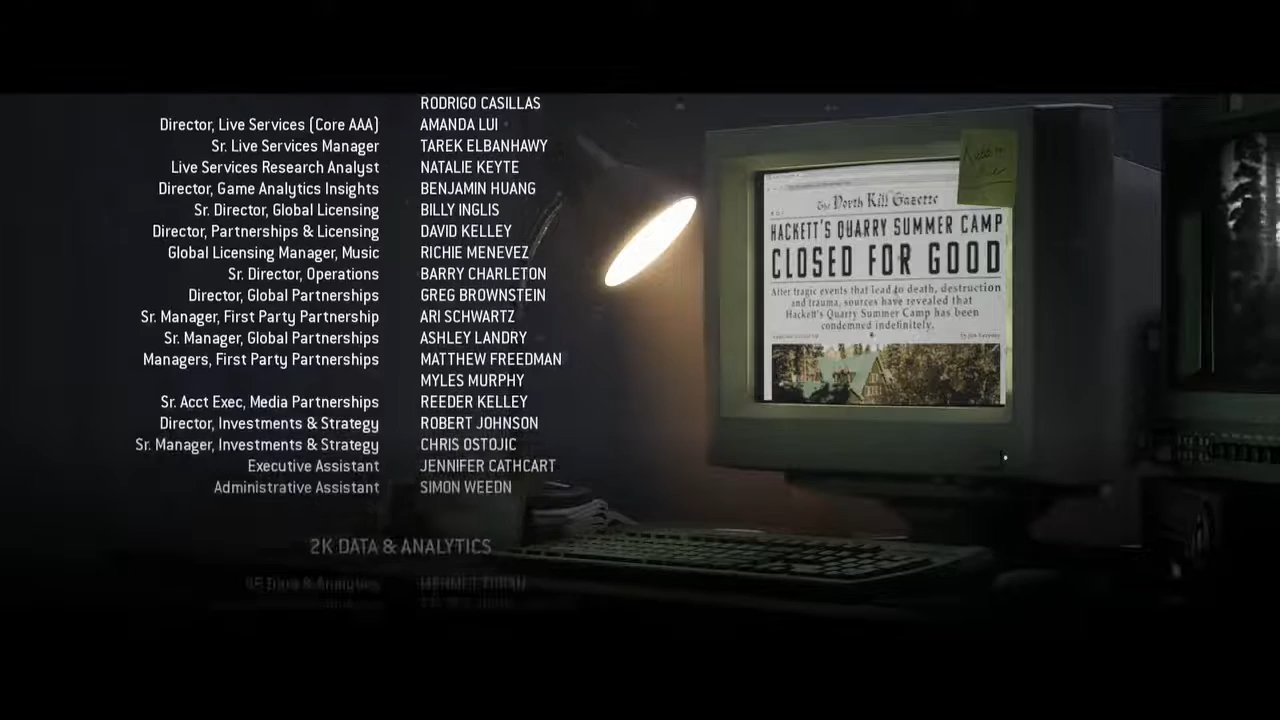 RODRIGO CASILLAS
Director, Live Services (Core AAA) AMANDA LUI
Sr. Live Services Manager TAREK ELBANHAWY
Live Services Research Analyst NATALIE KEYTE
Director, Game Analytics Insights BENJAMIN HUANG
Sr. Director, Global Licensing BILLY INGLIS
Director, Partnerships & Licensing DAVID KELLEY
Global Licensing Manager, Music RICHIE MENEVEZ
Sr. Director, Operations BARRY CHARLETON
Director, Global Partnerships GREG BROWNSTEIN
Sr. Manager, First Party Partnership ARI SCHWARTZ
Sr. Manager, Global Partnerships ASHLEY LANDRY
Managers, First Party Partnerships MATTHEW FREEDMAN
MYLES MURPHY
Sr. Acct Exec, Media Partnerships REEDER KELLEY
Director, Investments & Strategy ROBERT JOHNSON
Sr. Manager, Investments & Strategy CHRIS OSTOJIC
Executive Assistant JENNIFER CATHCART
Administrative Assistant SIMON WEEDN
2K DATA & ANALYTICS
The North Kill Gazette
HACKETT'S QUARRY SUMMER CAMP
CLOSED FOR GOOD
After tragic events that lead to death, destruction
and trauma, sources have revealed that
Hackett's Quarry Summer Camp has been
condemned indefinitely.